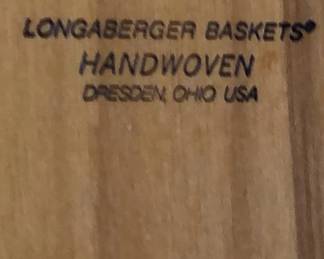 LONGABERGER BASKETS®
HANDWOVEN
DRESDEN, OHIO USA